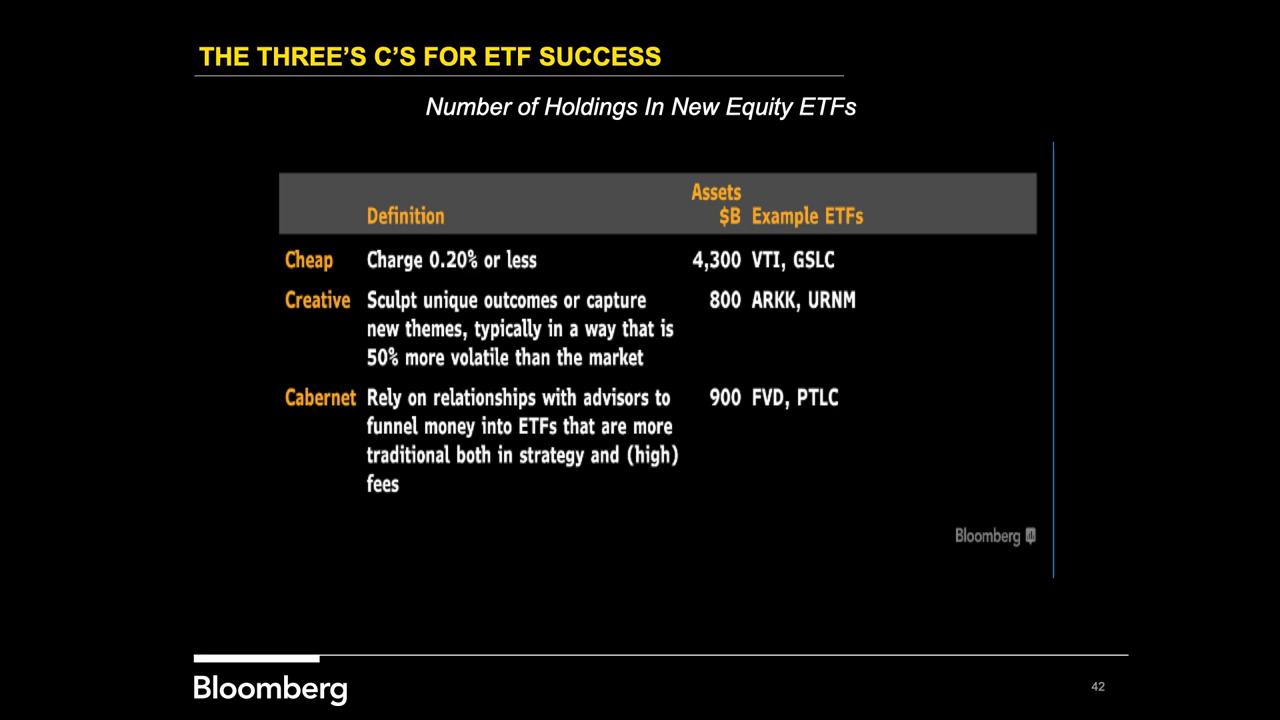 THE THREE’S C’S FOR ETF SUCCESS
Number of Holdings In New Equity ETFs
Assets
Definition $B Example ETFs
Cheap Charge 0.20% or less 4,300 VTI, GSLC
Creative Sculpt unique outcomes or capture 800 ARKK, URNM
new themes, typically in a way that is
50% more volatile than the market
Cabernet Rely on relationships with advisors to 900 FVD, PTLC
funnel money into ETFs that are more
traditional both in strategy and (high)
fees
Bloomberg
Bloomberg
42